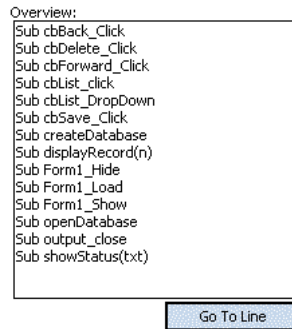 Overview:
Sub cbBack_Click
Sub cbDelete_Click
Sub cbForward_Click
Sub cbList_click
Sub cbList_DropDown
Sub cbSave_Click
Sub createDatabase
Sub displayRecord(n)
Sub Form1_Hide
Sub Form1_Load
Sub Form1_Show
Sub openDatabase
Sub output_close
Sub showStatus(txt)
Go To Line